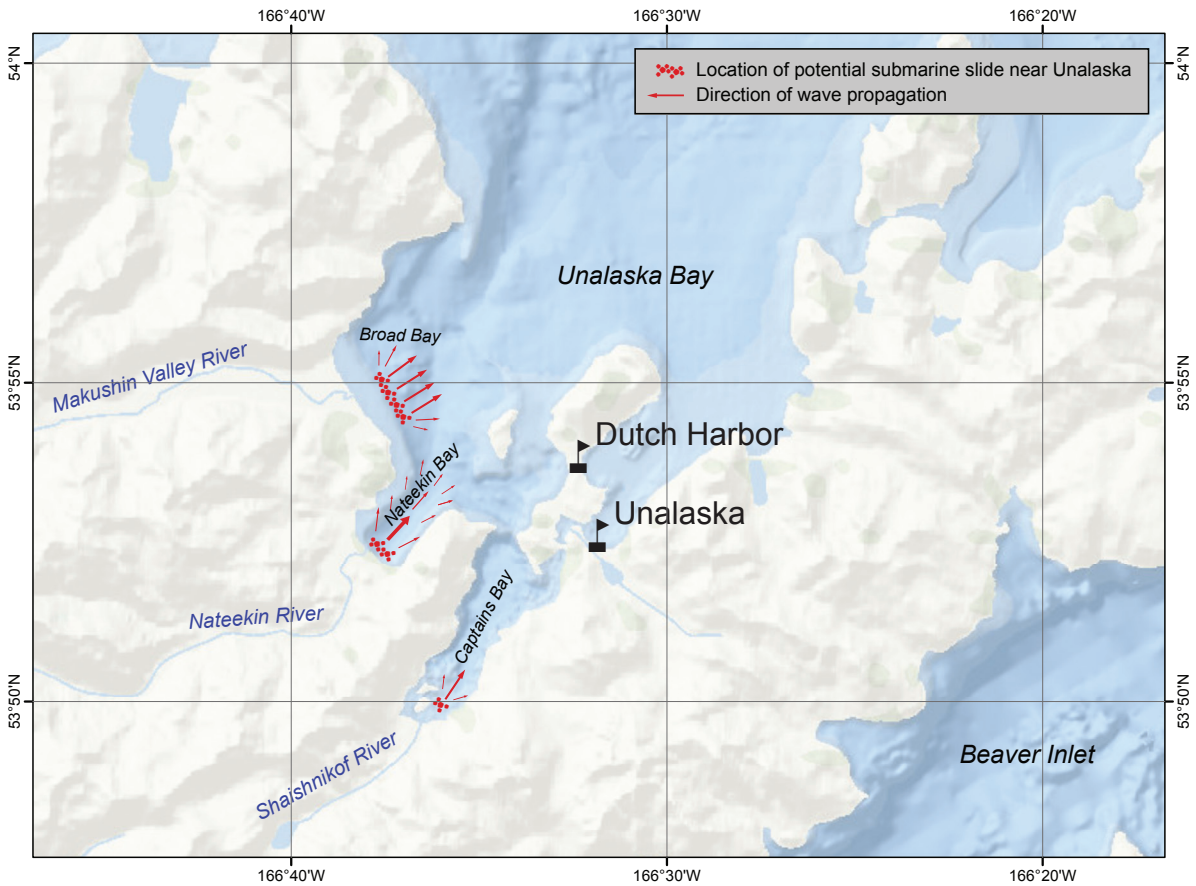 166°40'W
166°30'W
166°20'W
54°N
54°N
Location of potential submarine slide near Unalaska
Direction of wave propagation
Unalaska Bay
Broad Bay
Makushin Valley River
53°55'N
53°55'N
Dutch Harbor
Nateekin Bay
Unalaska
Nateekin River
Captains Bay
53°50'N
53°50'N
Shaishnikof River
Beaver Inlet
166°40'W
166°30'W
166°20'W